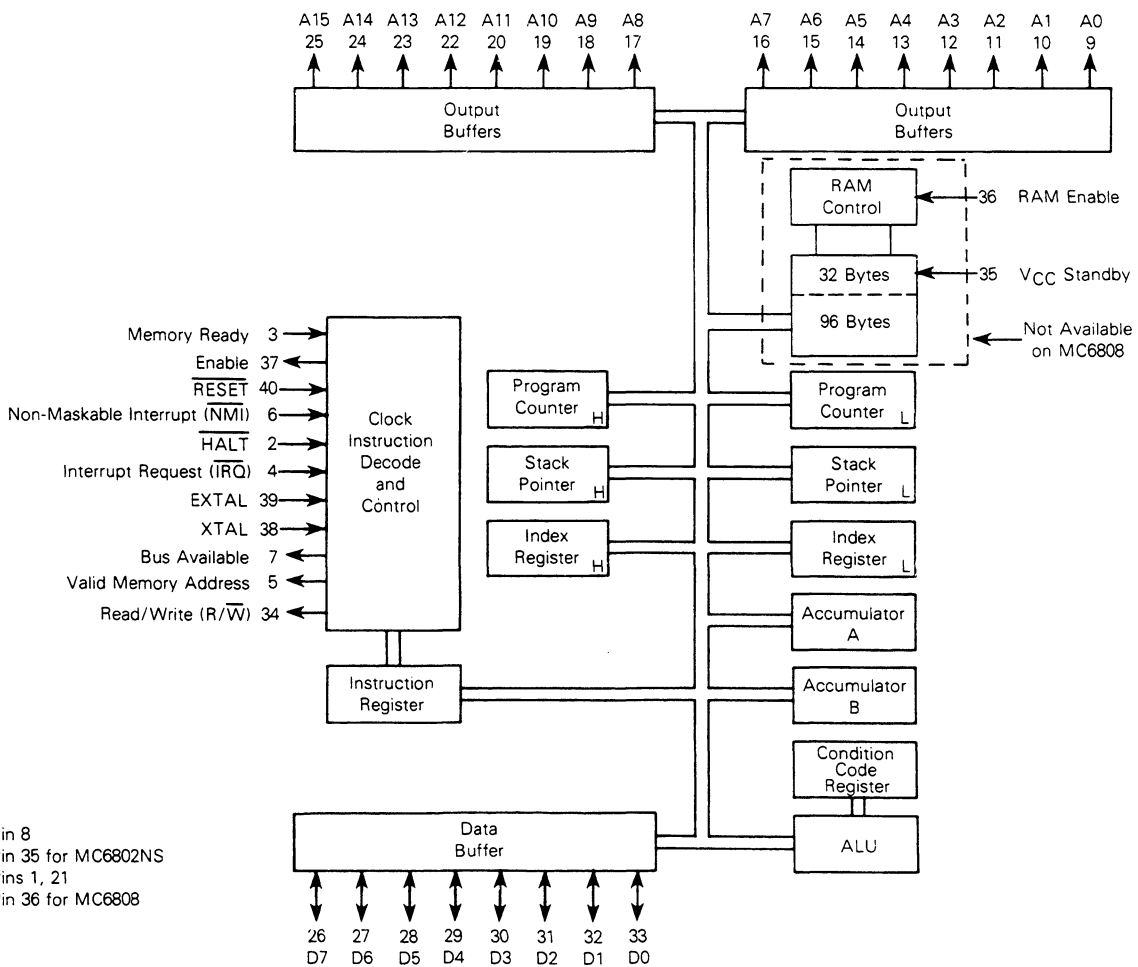 A15 A14 A13 A12 A11 A10 A9 A8
25 24 23 22 20 19 18 17
A7 A6 A5 A4 A3 A2 A1 A0
16 15 14 13 12 11 10 9
Output
Buffers
Output
Buffers
RAM
Control
36 RAM Enable
32 Bytes
35 VCC Standby
96 Bytes
Not Available
on MC6808
Memory Ready 3
Enable 37
R̅E̅S̅E̅T̅ 40
Non-Maskable Interrupt (N̅M̅I̅) 6
H̅A̅L̅T̅ 2
Interrupt Request (I̅R̅Q̅) 4
EXTAL 39
XTAL 38
Bus Available 7
Valid Memory Address 5
Read/Write (R/W̅) 34
Clock
Instruction
Decode
and
Control
Program
Counter H
Program
Counter L
Stack
Pointer H
Stack
Pointer L
Index
Register H
Index
Register L
Accumulator
A
Instruction
Register
Accumulator
B
Condition
Code
Register
ALU
Data
Buffer
in 8
in 35 for MC6802NS
ins 1, 21
in 36 for MC6808
26 27 28 29 30 31 32 33
D7 D6 D5 D4 D3 D2 D1 D0